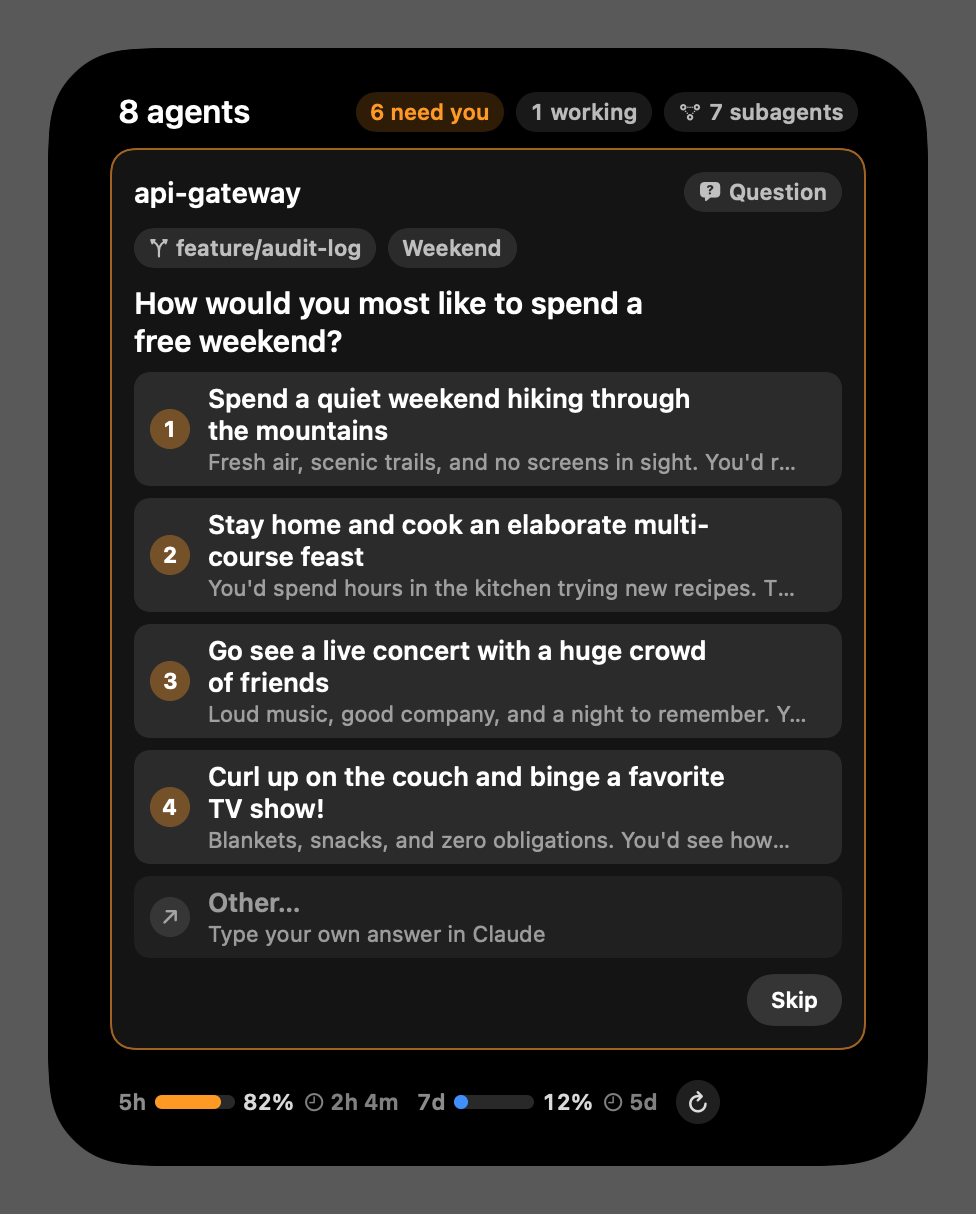 8 agents
6 need you
1 working
7 subagents
api-gateway
Question
feature/audit-log
Weekend
How would you most like to spend a
free weekend?
1
Spend a quiet weekend hiking through
the mountains
Fresh air, scenic trails, and no screens in sight. You'd r...
2
Stay home and cook an elaborate multi-
course feast
You'd spend hours in the kitchen trying new recipes. T...
3
Go see a live concert with a huge crowd
of friends
Loud music, good company, and a night to remember. Y...
4
Curl up on the couch and binge a favorite
TV show!
Blankets, snacks, and zero obligations. You'd see how...
Other...
Type your own answer in Claude
Skip
5h 82% 2h 4m 7d 12% 5d